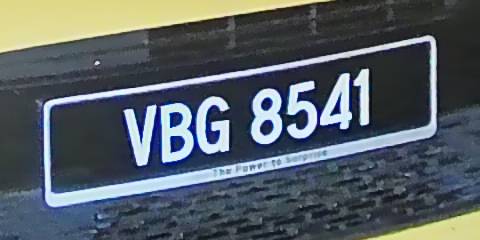 VBG 8541
The Power to Surprise